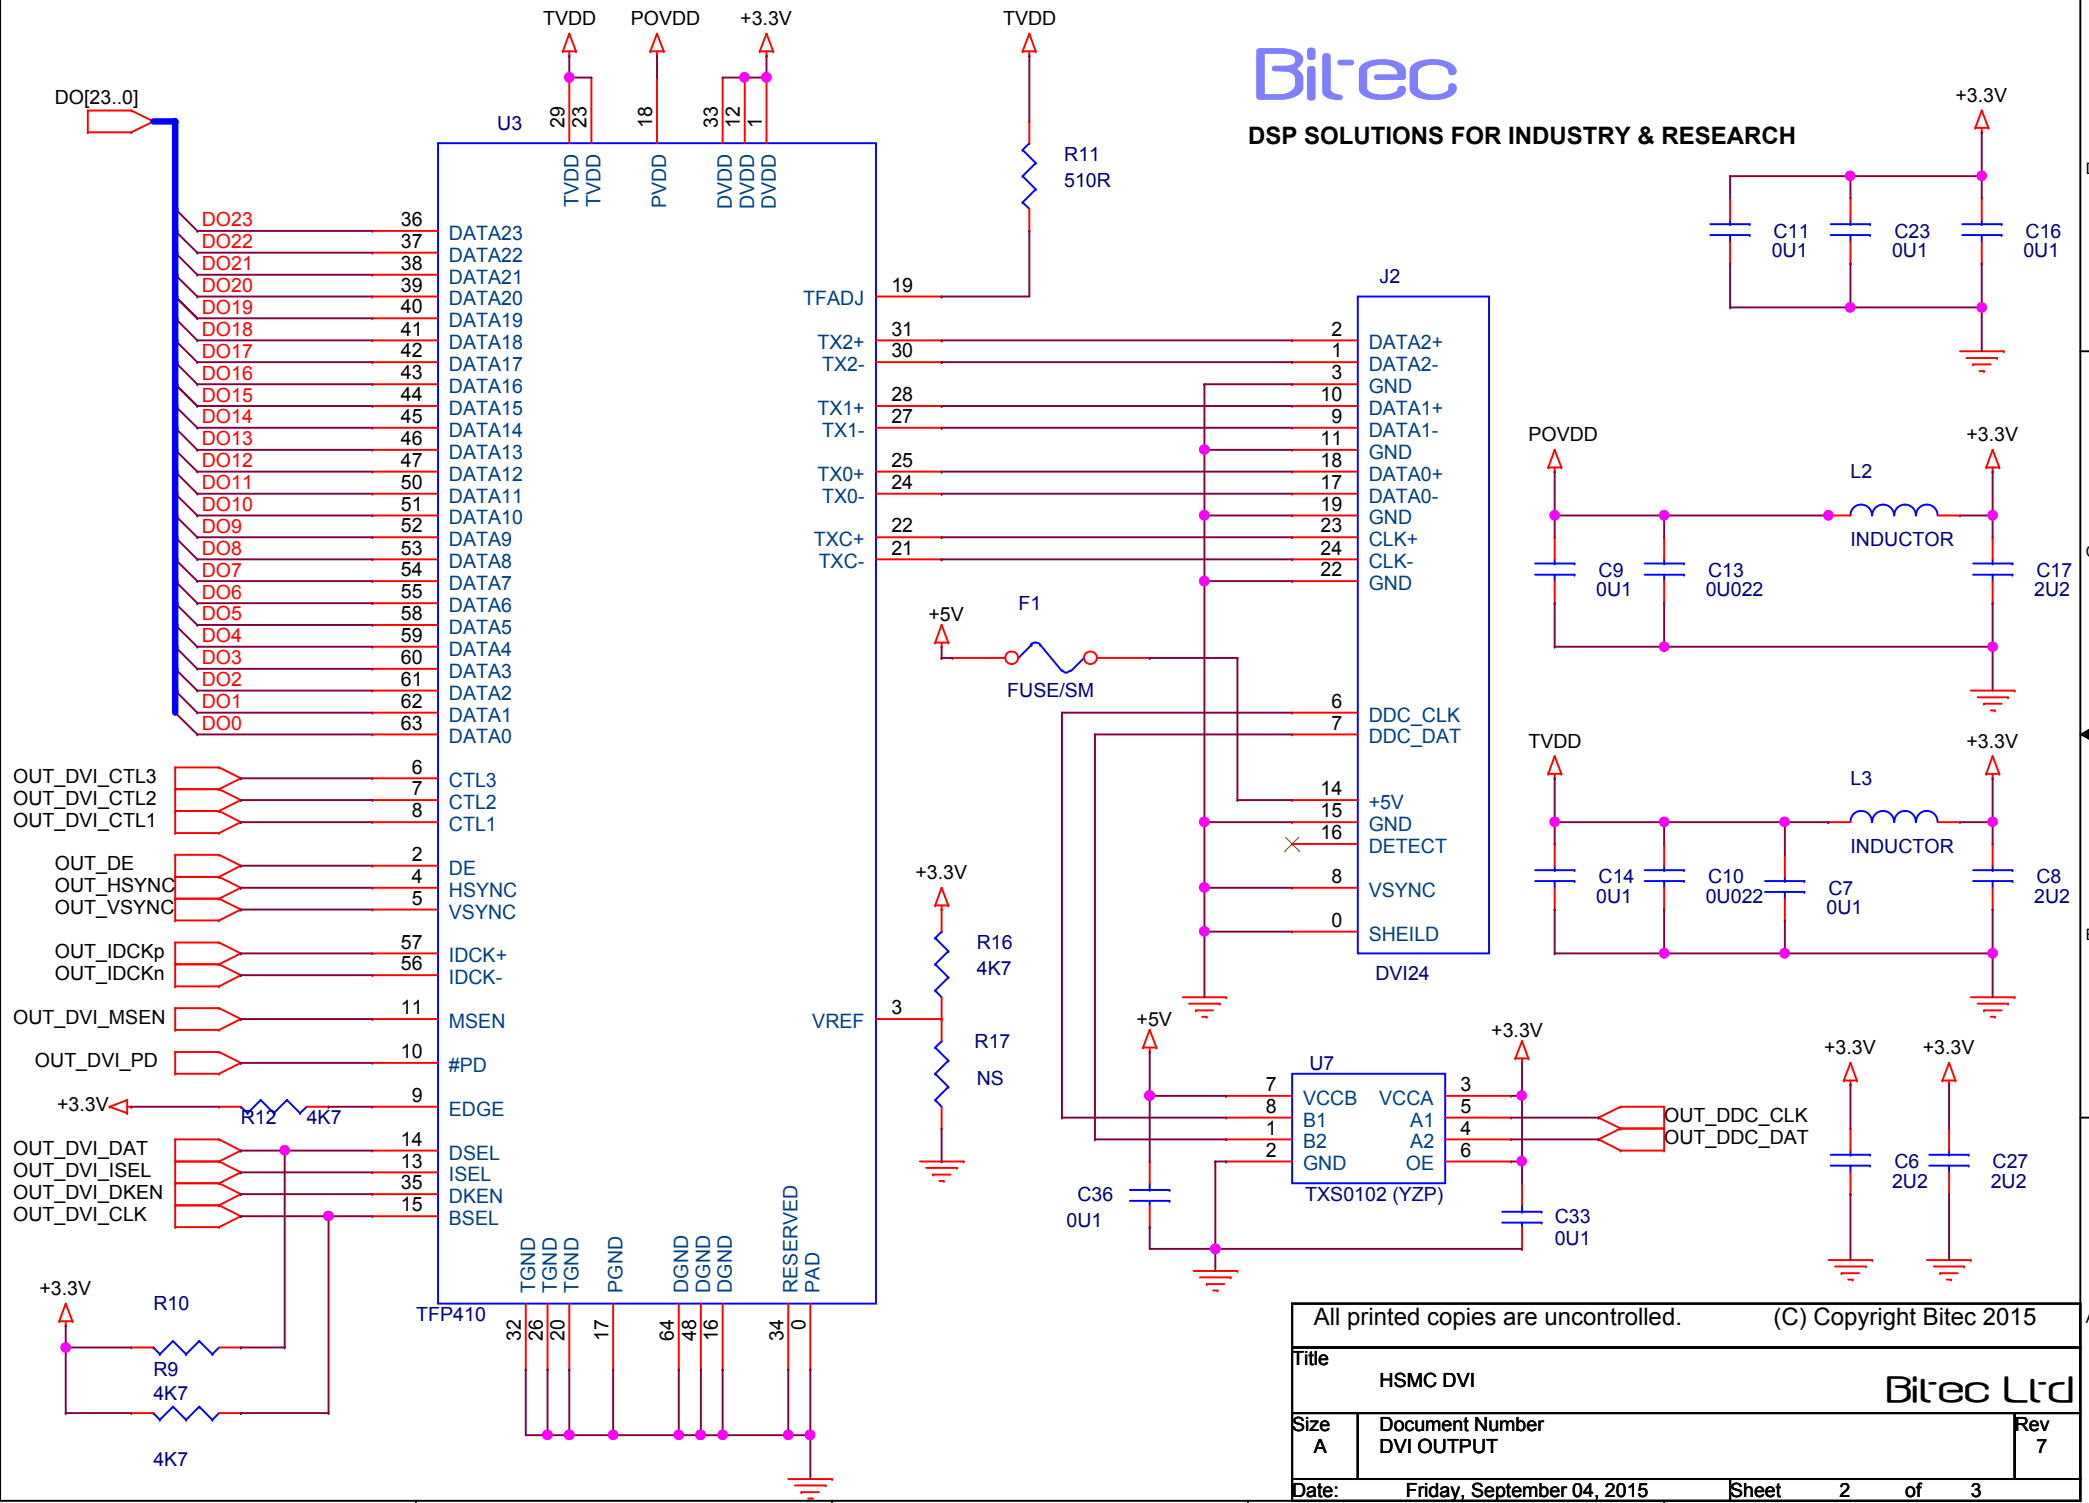 TVDD POVDD +3.3V TVDD
Bitec
DSP SOLUTIONS FOR INDUSTRY & RESEARCH
DO[23..0]
U3
29 23 18 33 12 1
TVDD TVDD PVDD DVDD DVDD DVDD
R11
510R
+3.3V
C11
0U1
C23
0U1
C16
0U1
DO23 36 DATA23
DO22 37 DATA22
DO21 38 DATA21
DO20 39 DATA20
DO19 40 DATA19
DO18 41 DATA18
DO17 42 DATA17
DO16 43 DATA16
DO15 44 DATA15
DO14 45 DATA14
DO13 46 DATA13
DO12 47 DATA12
DO11 50 DATA11
DO10 51 DATA10
DO9 52 DATA9
DO8 53 DATA8
DO7 54 DATA7
DO6 55 DATA6
DO5 58 DATA5
DO4 59 DATA4
DO3 60 DATA3
DO2 61 DATA2
DO1 62 DATA1
DO0 63 DATA0
OUT_DVI_CTL3 6 CTL3
OUT_DVI_CTL2 7 CTL2
OUT_DVI_CTL1 8 CTL1
OUT_DE 2 DE
OUT_HSYNC 4 HSYNC
OUT_VSYNC 5 VSYNC
OUT_IDCKp 57 IDCK+
OUT_IDCKn 56 IDCK-
OUT_DVI_MSEN 11 MSEN
OUT_DVI_PD 10 #PD
+3.3V R12 4K7 9 EDGE
OUT_DVI_DAT 14 DSEL
OUT_DVI_ISEL 13 ISEL
OUT_DVI_DKEN 35 DKEN
OUT_DVI_CLK 15 BSEL
+3.3V
R10
R9
4K7
4K7
TFADJ 19
TX2+ 31
TX2- 30
TX1+ 28
TX1- 27
TX0+ 25
TX0- 24
TXC+ 22
TXC- 21
VREF 3
TGND TGND TGND PGND DGND DGND DGND RESERVED PAD
TFP410
32 26 20 17 64 48 16 34 0
+5V
F1
FUSE/SM
+3.3V
R16
4K7
R17
NS
J2
2 DATA2+
1 DATA2-
3 GND
10 DATA1+
9 DATA1-
11 GND
18 DATA0+
17 DATA0-
19 GND
23 CLK+
24 CLK-
22 GND
6 DDC_CLK
7 DDC_DAT
14 +5V
15 GND
16 DETECT
8 VSYNC
0 SHEILD
DVI24
POVDD +3.3V
L2
INDUCTOR
C9
0U1
C13
0U022
C17
2U2
TVDD +3.3V
L3
INDUCTOR
C14
0U1
C10
0U022
C7
0U1
C8
2U2
+5V +3.3V
U7
7 VCCB VCCA 3
8 B1 A1 5
1 B2 A2 4
2 GND OE 6
TXS0102 (YZP)
OUT_DDC_CLK
OUT_DDC_DAT
C36
0U1
C33
0U1
+3.3V +3.3V
C6
2U2
C27
2U2
All printed copies are uncontrolled. (C) Copyright Bitec 2015
Title
HSMC DVI
Bitec Ltd
Size Document Number Rev
A DVI OUTPUT 7
Date: Friday, September 04, 2015 Sheet 2 of 3